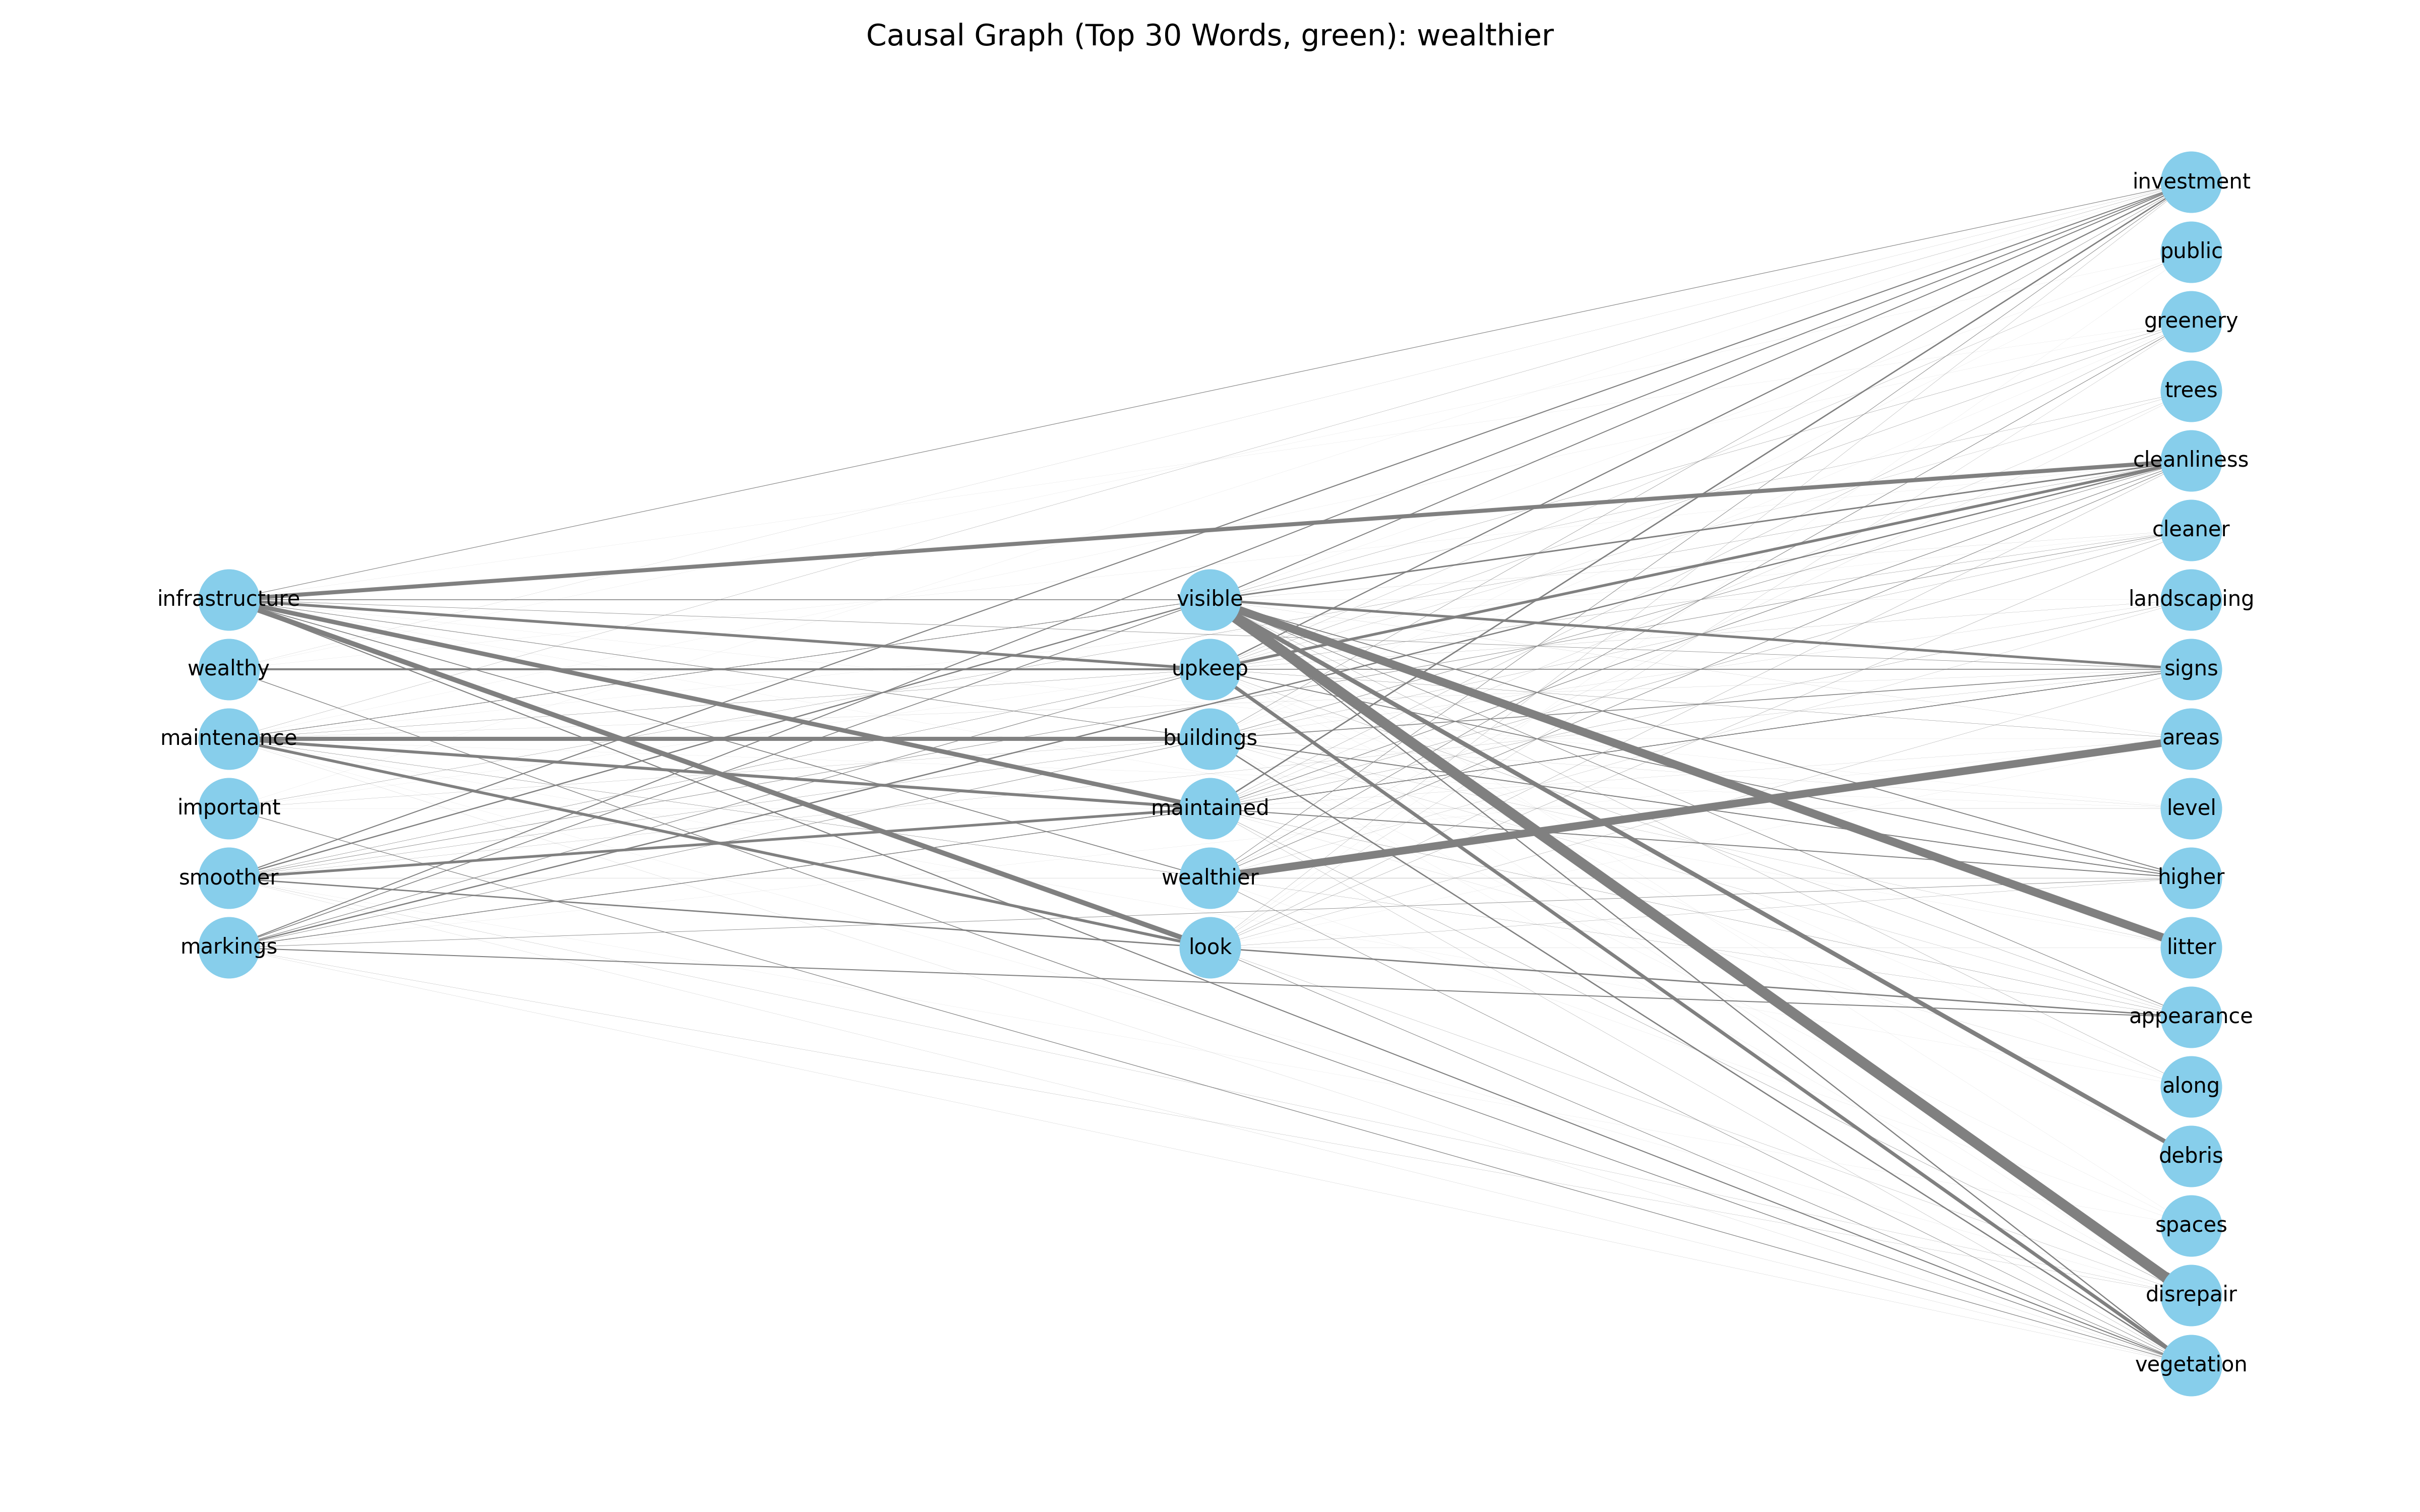 Causal Graph (Top 30 Words, green): wealthier
infrastructure
wealthy
maintenance
important
smoother
markings
visible
upkeep
buildings
maintained
wealthier
look
investment
public
greenery
trees
cleanliness
cleaner
landscaping
signs
areas
level
higher
litter
appearance
along
debris
spaces
disrepair
vegetation